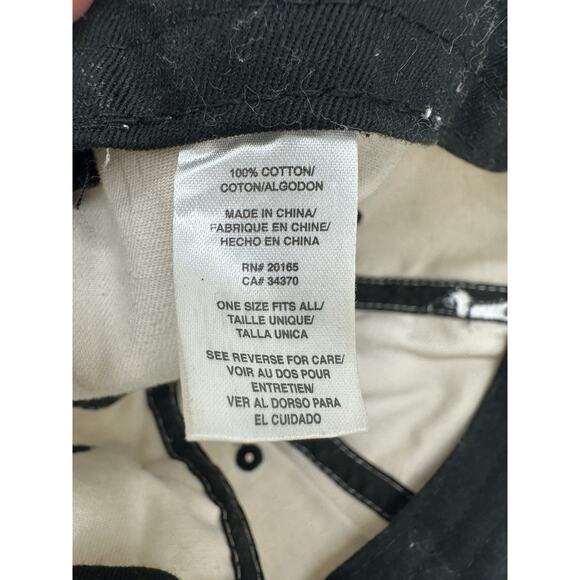 100% COTTON/
COTON/ALGODON
MADE IN CHINA/
FABRIQUE EN CHINE/
HECHO EN CHINA
RN# 20165
CA# 34370
ONE SIZE FITS ALL/
TAILLE UNIQUE/
TALLA UNICA
SEE REVERSE FOR CARE/
VOIR AU DOS POUR
ENTRETIEN/
VER AL DORSO PARA
EL CUIDADO